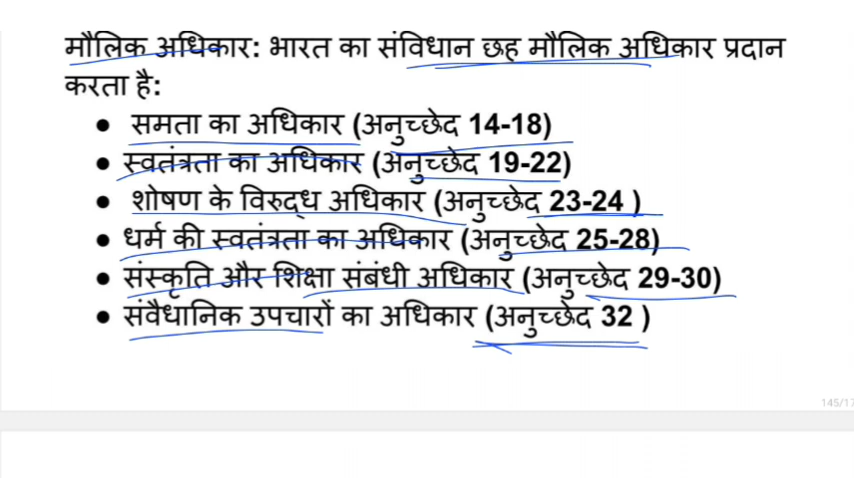 मौलिक अधिकार: भारत का संविधान छह मौलिक अधिकार प्रदान
करता है:
● समता का अधिकार (अनुच्छेद 14-18)
● स्वतंत्रता का अधिकार (अनुच्छेद 19-22)
● शोषण के विरुद्ध अधिकार (अनुच्छेद 23-24 )
● धर्म की स्वतंत्रता का अधिकार (अनुच्छेद 25-28)
● संस्कृति और शिक्षा संबंधी अधिकार (अनुच्छेद 29-30)
● संवैधानिक उपचारों का अधिकार (अनुच्छेद 32 )